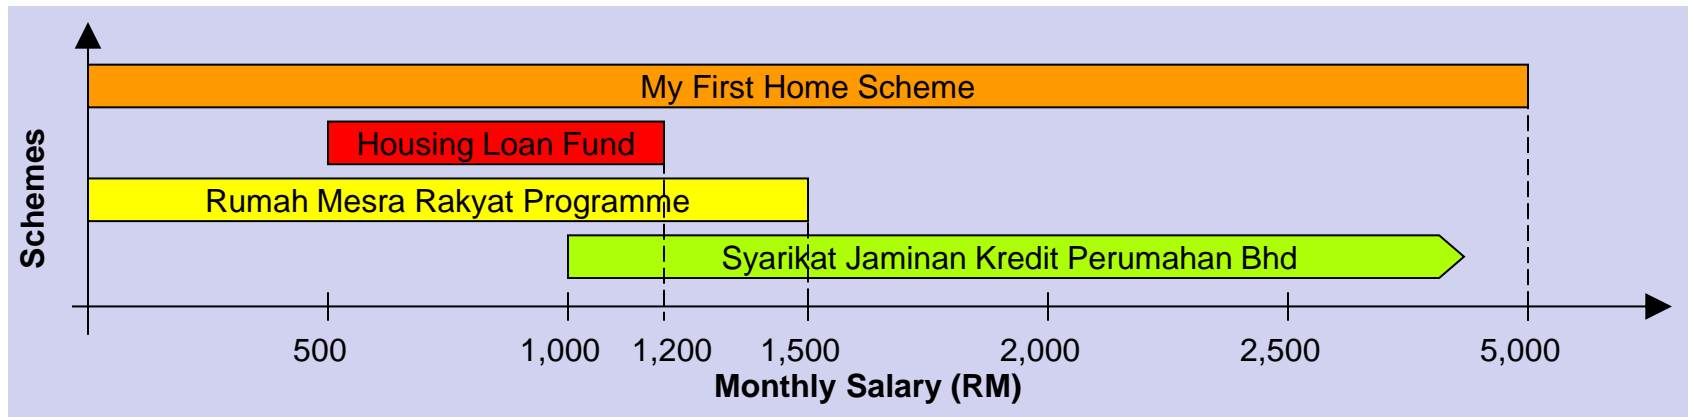 Schemes
My First Home Scheme
Housing Loan Fund
Rumah Mesra Rakyat Programme
Syarikat Jaminan Kredit Perumahan Bhd
500 1,000 1,200 1,500 2,000 2,500 5,000
Monthly Salary (RM)